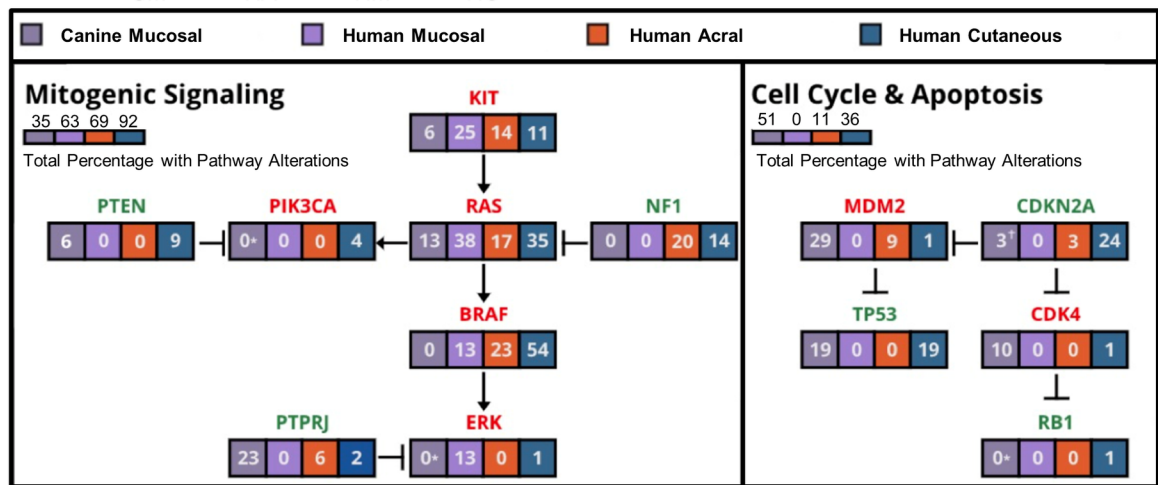 Canine Mucosal Human Mucosal Human Acral Human Cutaneous
Mitogenic Signaling
35 63 69 92
Total Percentage with Pathway Alterations
KIT
6 25 14 11
PTEN PIK3CA RAS NF1
6 0 0 9 0* 0 0 4 13 38 17 35 0 0 20 14
BRAF
0 13 23 54
PTPRJ ERK
23 0 6 2 0* 13 0 1
Cell Cycle & Apoptosis
51 0 11 36
Total Percentage with Pathway Alterations
MDM2 CDKN2A
29 0 9 1 3† 0 3 24
TP53 CDK4
19 0 0 19 10 0 0 1
RB1
0* 0 0 1